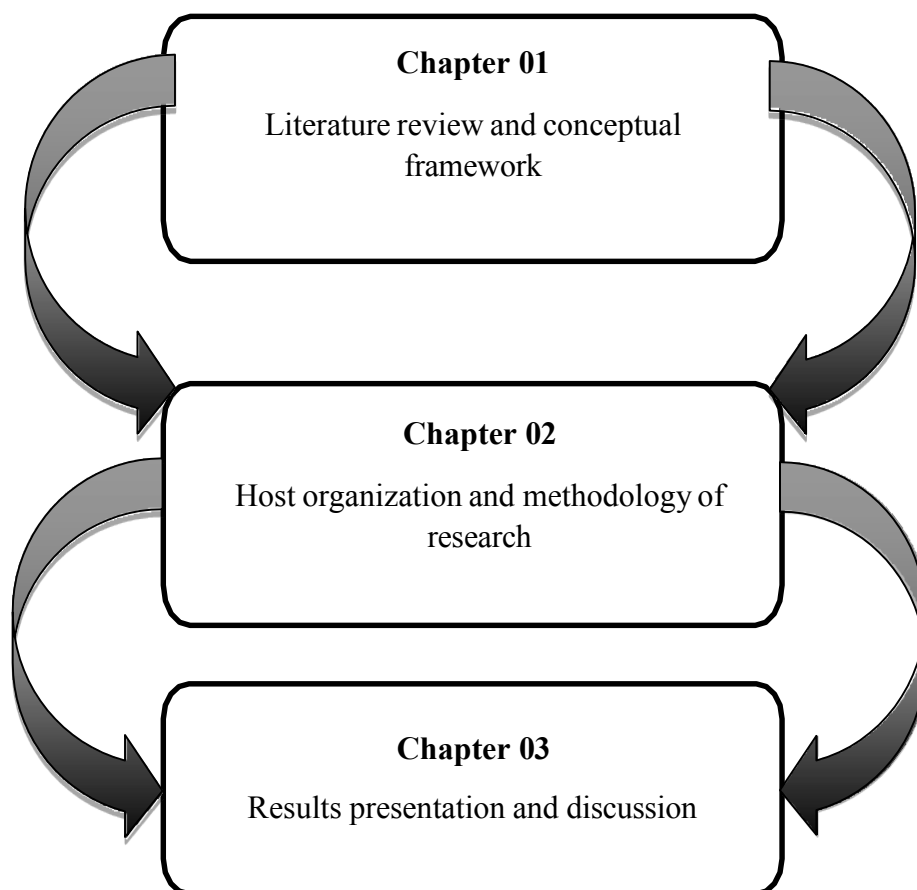 Chapter 01
Literature review and conceptual
framework
Chapter 02
Host organization and methodology of
research
Chapter 03
Results presentation and discussion